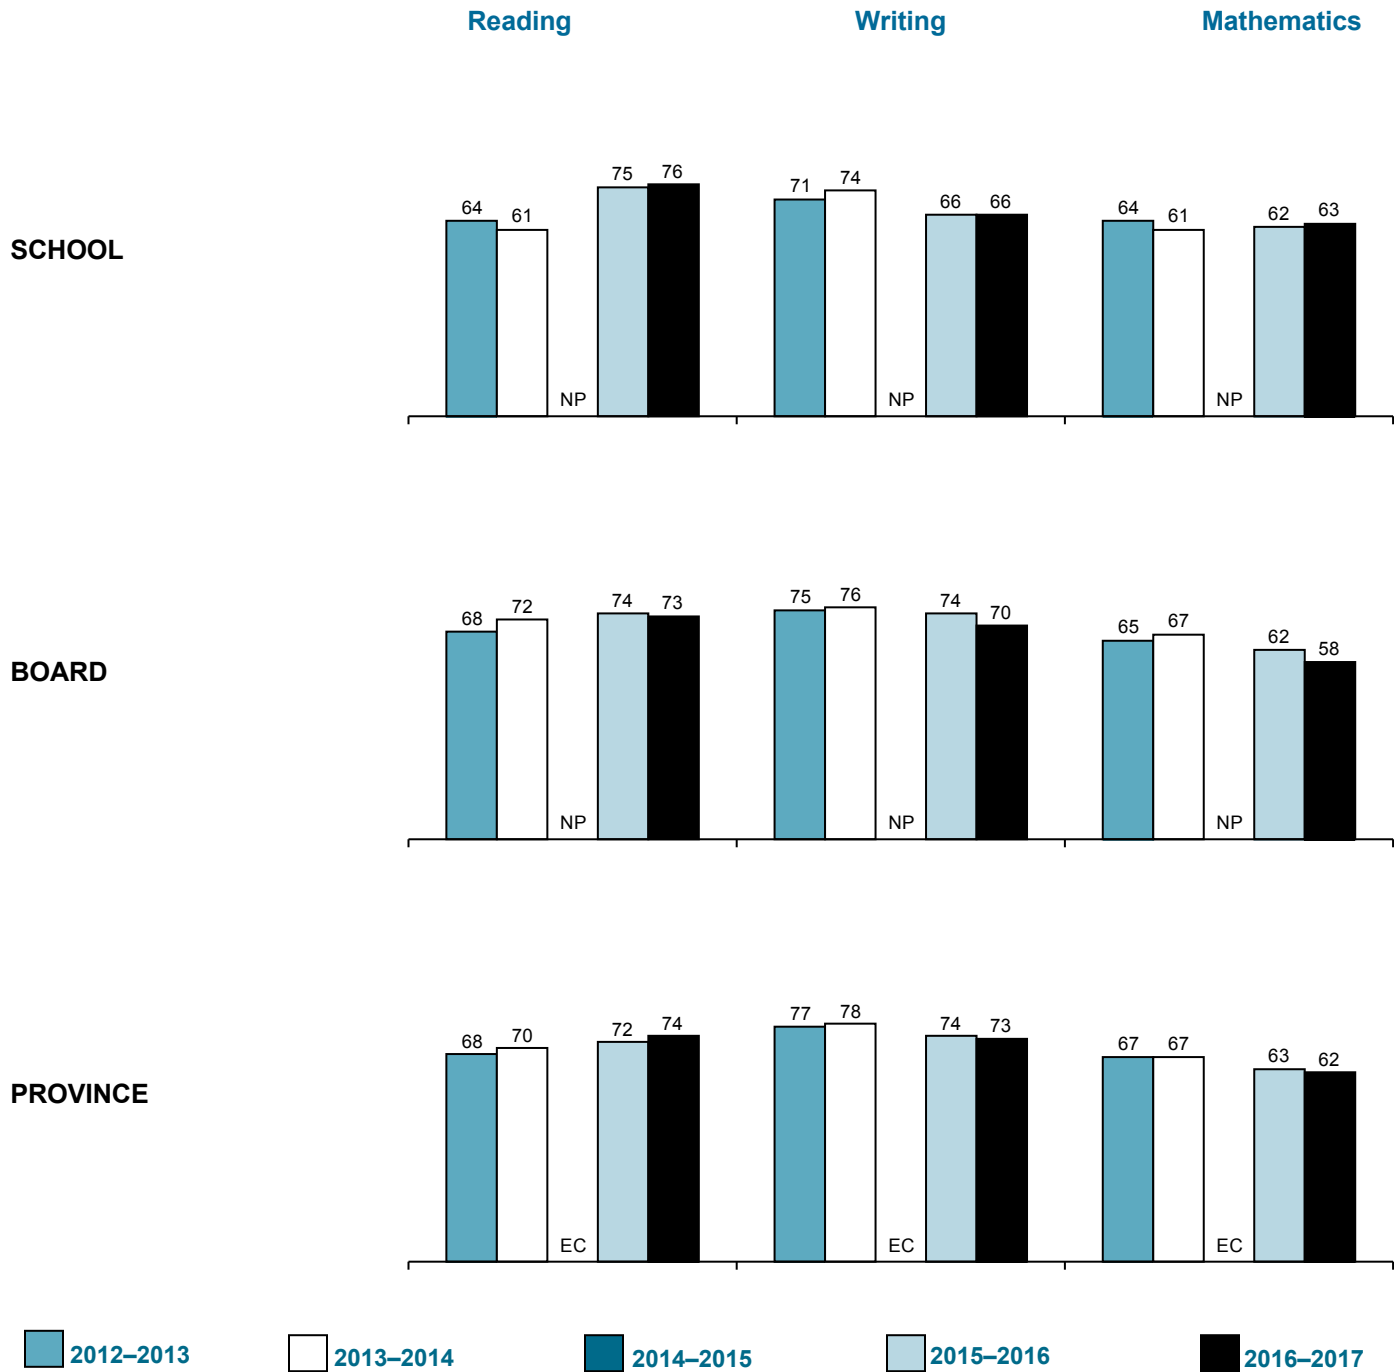 Reading Writing Mathematics
SCHOOL
64 61 NP 75 76 71 74 NP 66 66 64 61 NP 62 63
BOARD
68 72 NP 74 73 75 76 NP 74 70 65 67 NP 62 58
PROVINCE
68 70 EC 72 74 77 78 EC 74 73 67 67 EC 63 62
2012–2013 2013–2014 2014–2015 2015–2016 2016–2017